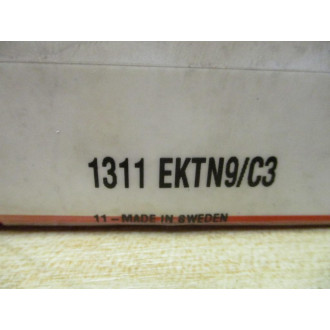 1311 EKTN9/C3
11 - MADE IN SWEDEN